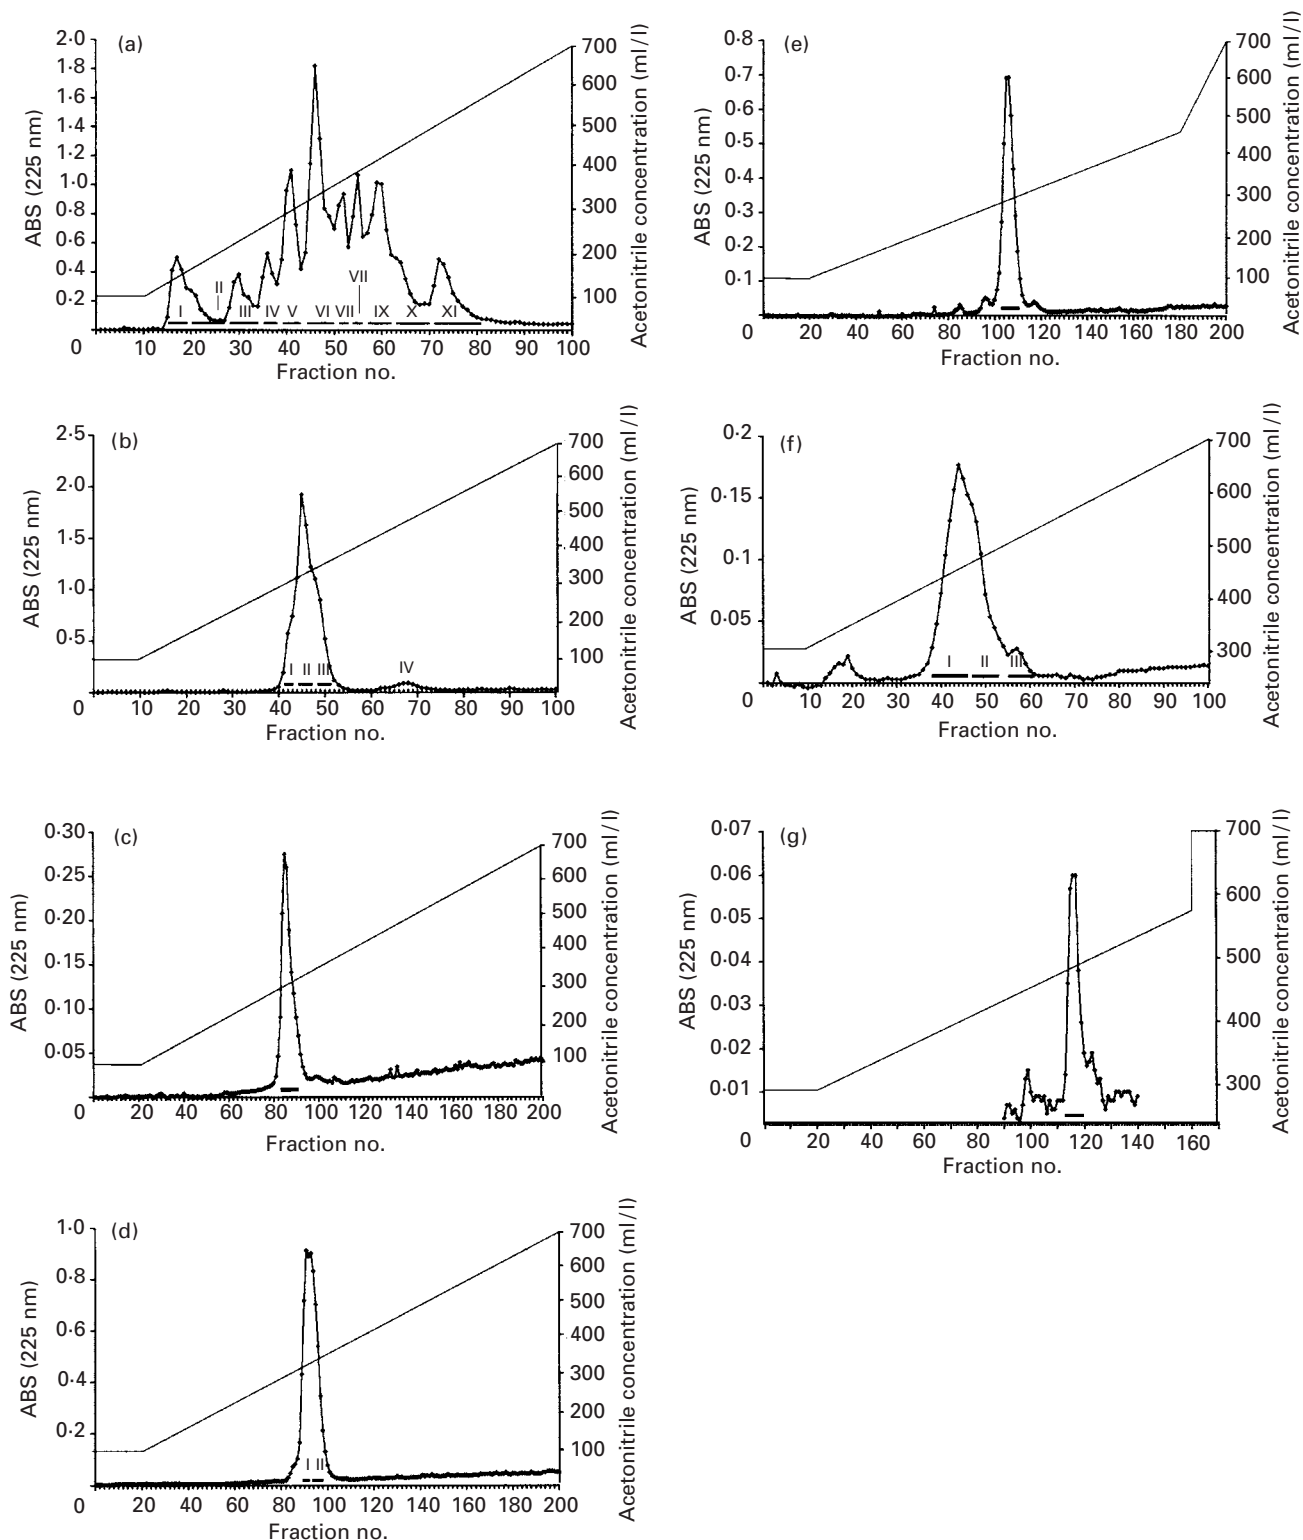 (a)
ABS (225 nm)
2·0
1·8
1·6
1·4
1·2
1·0
0·8
0·6
0·4
0·2
0 10 20 30 40 50 60 70 80 90 100
Fraction no.
I II III IV V VI VII VII IX X XI
700
600
500
400
300
200
100
Acetonitrile concentration (ml/l)
(b)
ABS (225 nm)
2·5
2·0
1·5
1·0
0·5
0 10 20 30 40 50 60 70 80 90 100
Fraction no.
I II III IV
700
600
500
400
300
200
100
Acetonitrile concentration (ml/l)
(c)
ABS (225 nm)
0·30
0·25
0·20
0·15
0·10
0·05
0 20 40 60 80 100 120 140 160 180 200
Fraction no.
700
600
500
400
300
200
100
Acetonitrile concentration (ml/l)
(d)
ABS (225 nm
1·0
0·8
0·6
0·4
0·2
0 20 40 60 80 100 120 140 160 180 200
Fraction no.
I II
700
600
500
400
300
200
100
Acetonitrile concentration (ml/l)
(e)
ABS (225 nm
0·8
0·7
0·6
0·5
0·4
0·3
0·2
0·1
0 20 40 60 80 100 120 140 160 180 200
Fraction no.
700
600
500
400
300
200
100
Acetonitrile concentration (ml/l)
(f)
ABS (225 nm
0·2
0·15
0·1
0·05
0 10 20 30 40 50 60 70 80 90 100
Fraction no.
I II III
700
600
500
400
300
Acetonitrile concentration (ml/l)
(g)
ABS (225 nm
0·07
0·06
0·05
0·04
0·03
0·02
0·01
0 20 40 60 80 100 120 140 160
Fraction no.
700
600
500
400
300
Acetonitrile concentration (ml/l)